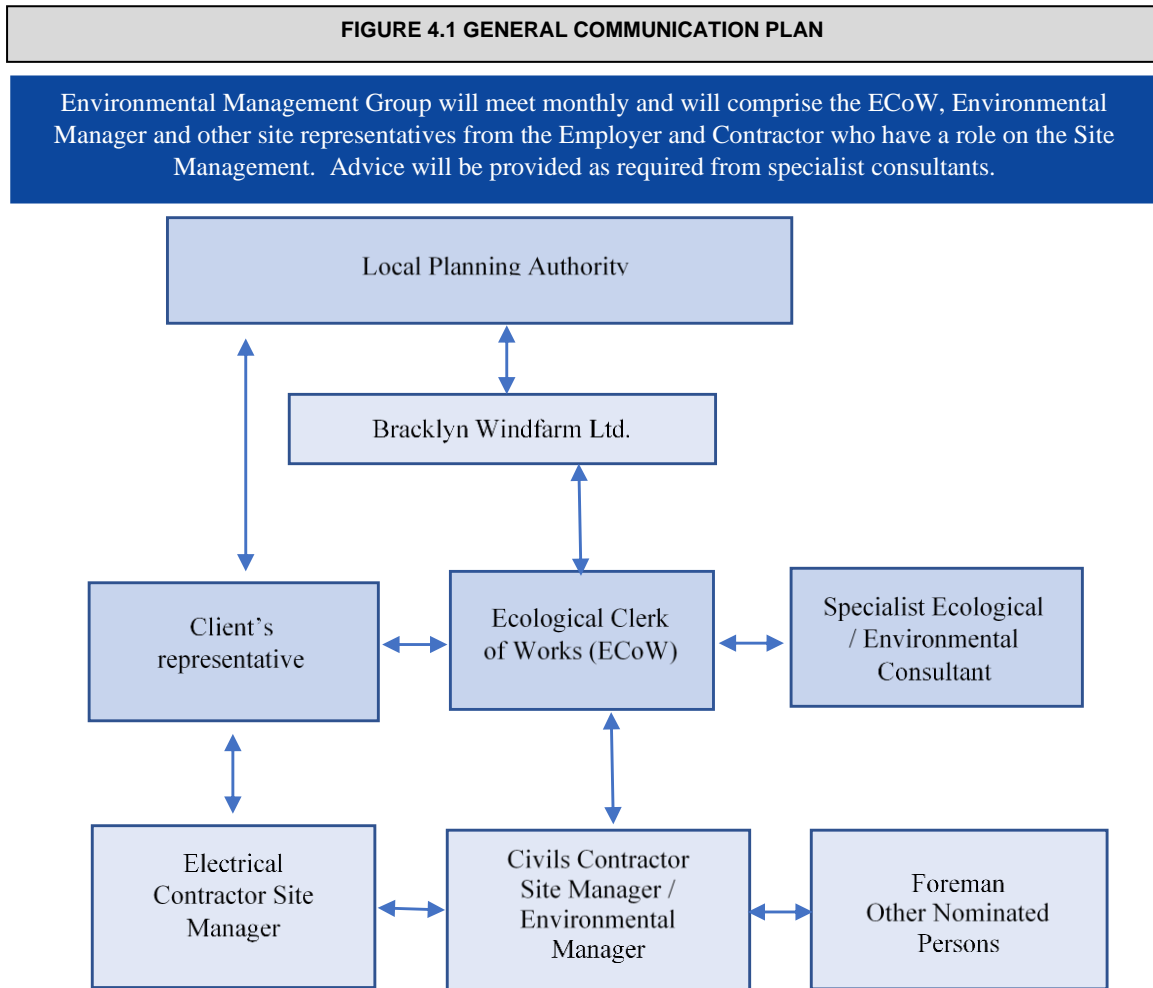 FIGURE 4.1 GENERAL COMMUNICATION PLAN
Environmental Management Group will meet monthly and will comprise the ECoW, Environmental
Manager and other site representatives from the Employer and Contractor who have a role on the Site
Management. Advice will be provided as required from specialist consultants.
Local Planning Authority
Bracklyn Windfarm Ltd.
Client’s
representative
Ecological Clerk
of Works (ECoW)
Specialist Ecological
/ Environmental
Consultant
Electrical
Contractor Site
Manager
Civils Contractor
Site Manager /
Environmental
Manager
Foreman
Other Nominated
Persons